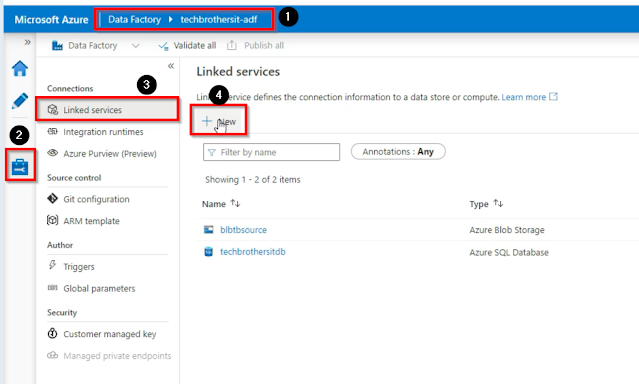 Microsoft Azure Data Factory ▸ techbrothersit-adf 1
» Data Factory Validate all Publish all
«
Connections
3
Linked services
Integration runtimes
Azure Purview (Preview)
Source control
Git configuration
ARM template
Author
Triggers
Global parameters
Security
Customer managed key
Managed private endpoints
2
Linked services
service defines the connection information to a data store or compute. Learn more
4
+ New
Filter by name Annotations : Any
Showing 1 - 2 of 2 items
Name ↑↓ Type ↑↓
blbtbsource Azure Blob Storage
techbrothersitdb Azure SQL Database